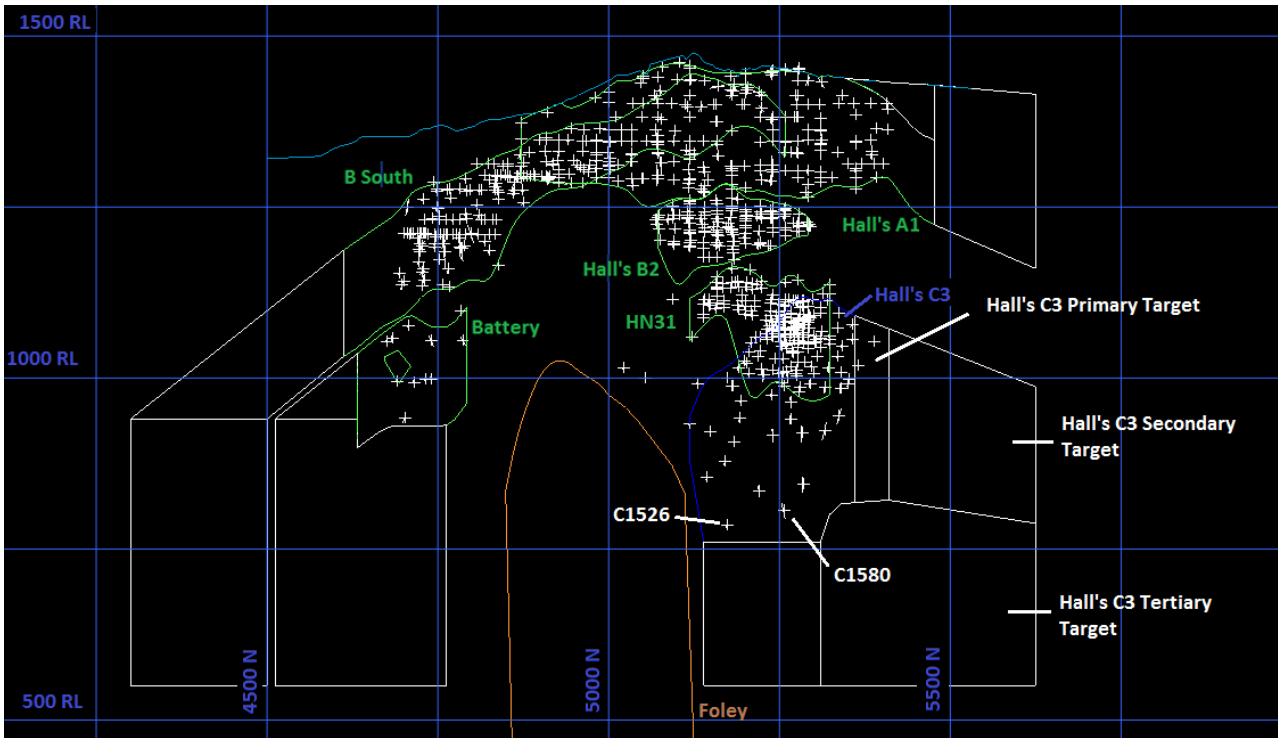 1500 RL
B South
Hall's A1
Hall's B2
Hall's C3
Hall's C3 Primary Target
HN31
Battery
1000 RL
Hall's C3 Secondary
Target
C1526
C1580
Hall's C3 Tertiary
Target
4500 N
5000 N
5500 N
500 RL
Foley